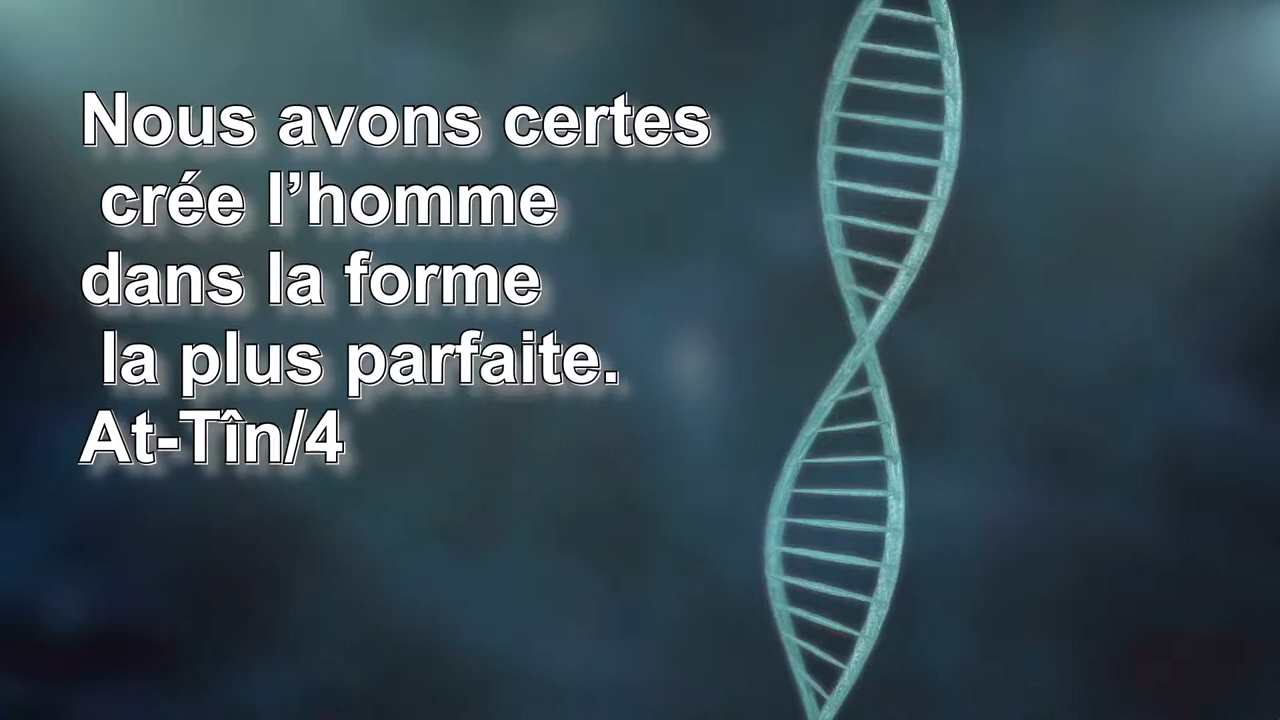 Nous avons certes
crée l’homme
dans la forme
la plus parfaite.
At-Tîn/4